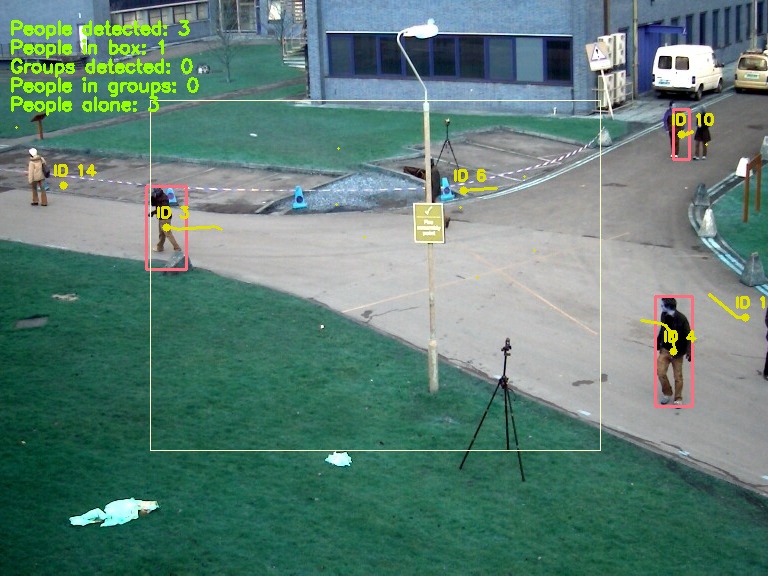 People detected: 3
People in box: 1
Groups detected: 0
People in groups: 0
People alone: 3
ID 10
ID 14
ID 6
ID 3
ID 1
ID 4